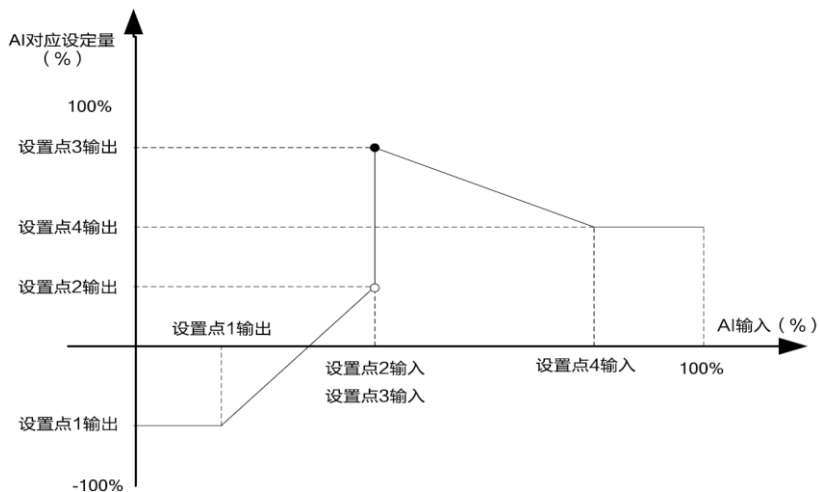 AI对应设定量
(%)
100%
设置点3输出
设置点4输出
设置点2输出
设置点1输出
AI输入(%)
设置点2输入
设置点3输入
设置点4输入
100%
设置点1输出
-100%